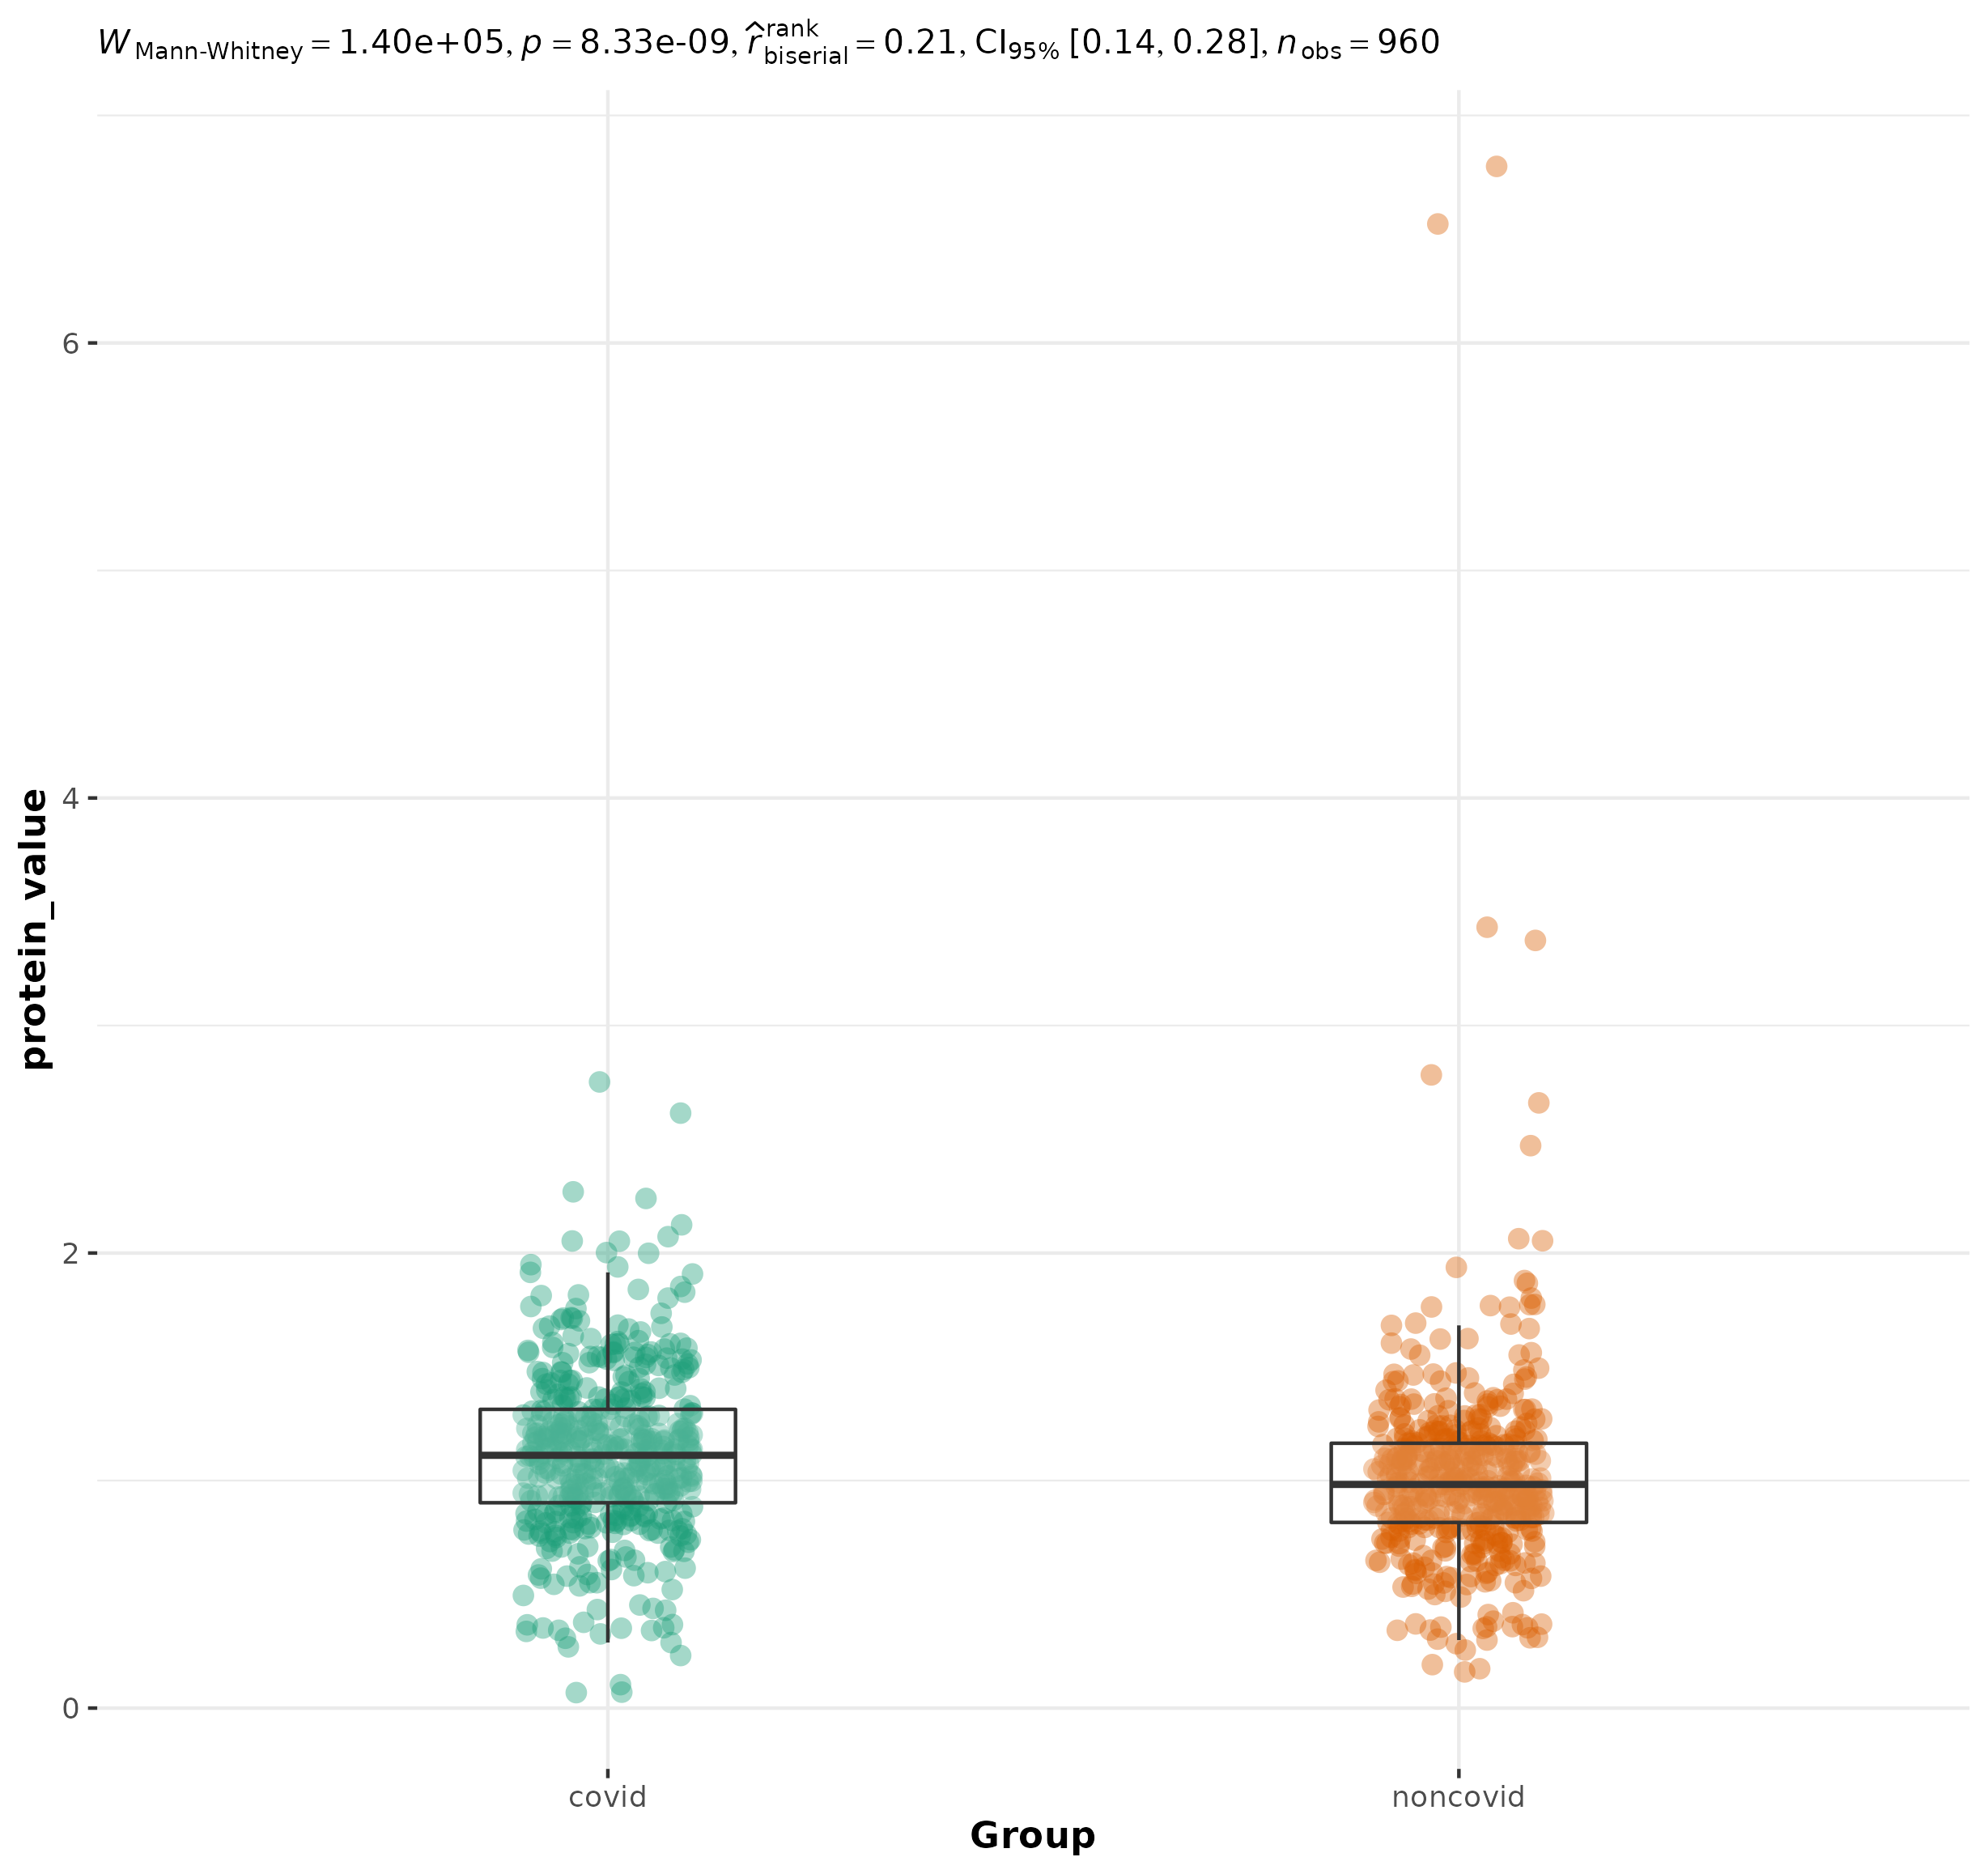 W Mann-Whitney = 1.40e+05, p = 8.33e-09, r̂ rank biserial = 0.21, CI95% [0.14, 0.28], n obs = 960
6
4
2
0
protein_value
covid
noncovid
Group